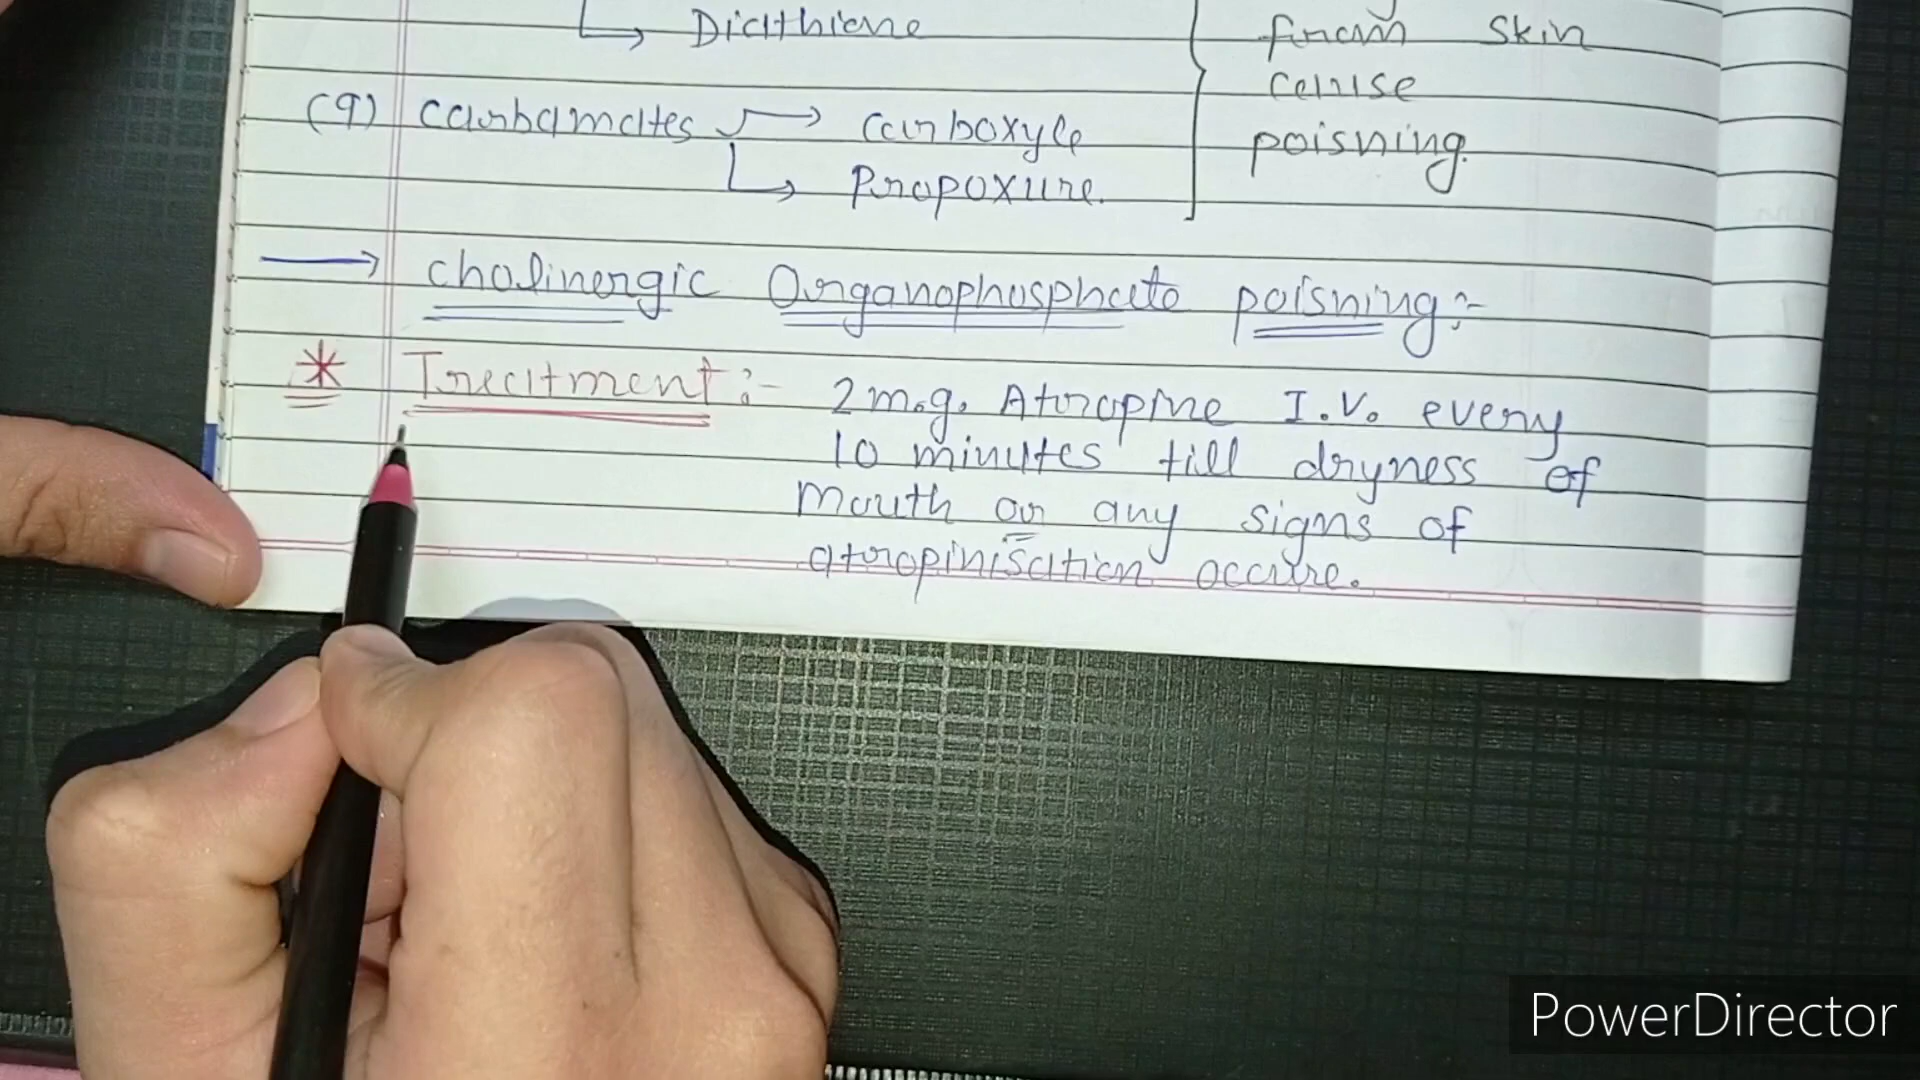 Diathione
from skin
cause
(9) carbamates → carboxyle
poisning.
→ Propoxure.
→ cholinergic Organophosphate poisning:-
* Treatment:- 2 m.g. Atropine I.V. every
10 minutes till dryness of
mouth or any signs of
atropinisation occure.
PowerDirector